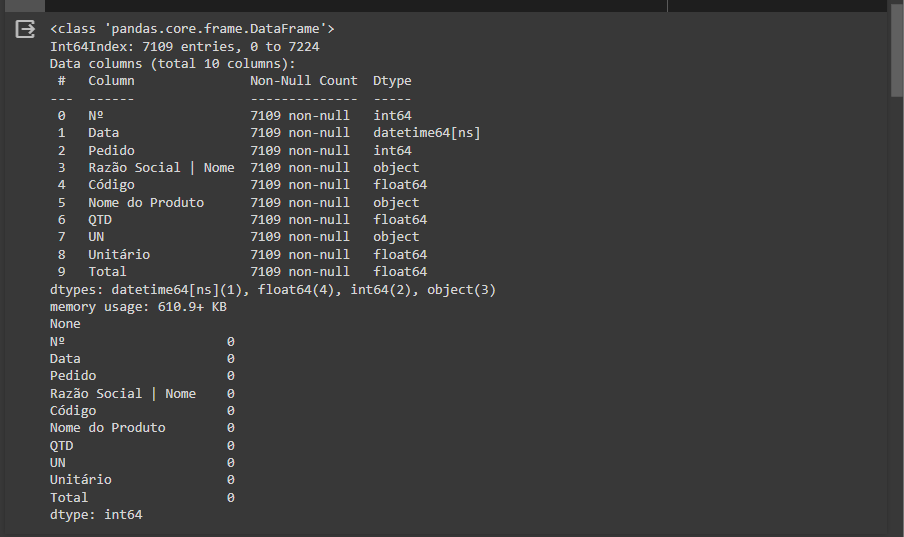 <class 'pandas.core.frame.DataFrame'>
Int64Index: 7109 entries, 0 to 7224
Data columns (total 10 columns):
 #   Column               Non-Null Count  Dtype
---  ------               --------------  -----
 0   Nº                   7109 non-null   int64
 1   Data                 7109 non-null   datetime64[ns]
 2   Pedido               7109 non-null   int64
 3   Razão Social | Nome  7109 non-null   object
 4   Código               7109 non-null   float64
 5   Nome do Produto      7109 non-null   object
 6   QTD                  7109 non-null   float64
 7   UN                   7109 non-null   object
 8   Unitário             7109 non-null   float64
 9   Total                7109 non-null   float64
dtypes: datetime64[ns](1), float64(4), int64(2), object(3)
memory usage: 610.9+ KB
None
Nº                     0
Data                   0
Pedido                 0
Razão Social | Nome    0
Código                 0
Nome do Produto        0
QTD                    0
UN                     0
Unitário               0
Total                  0
dtype: int64